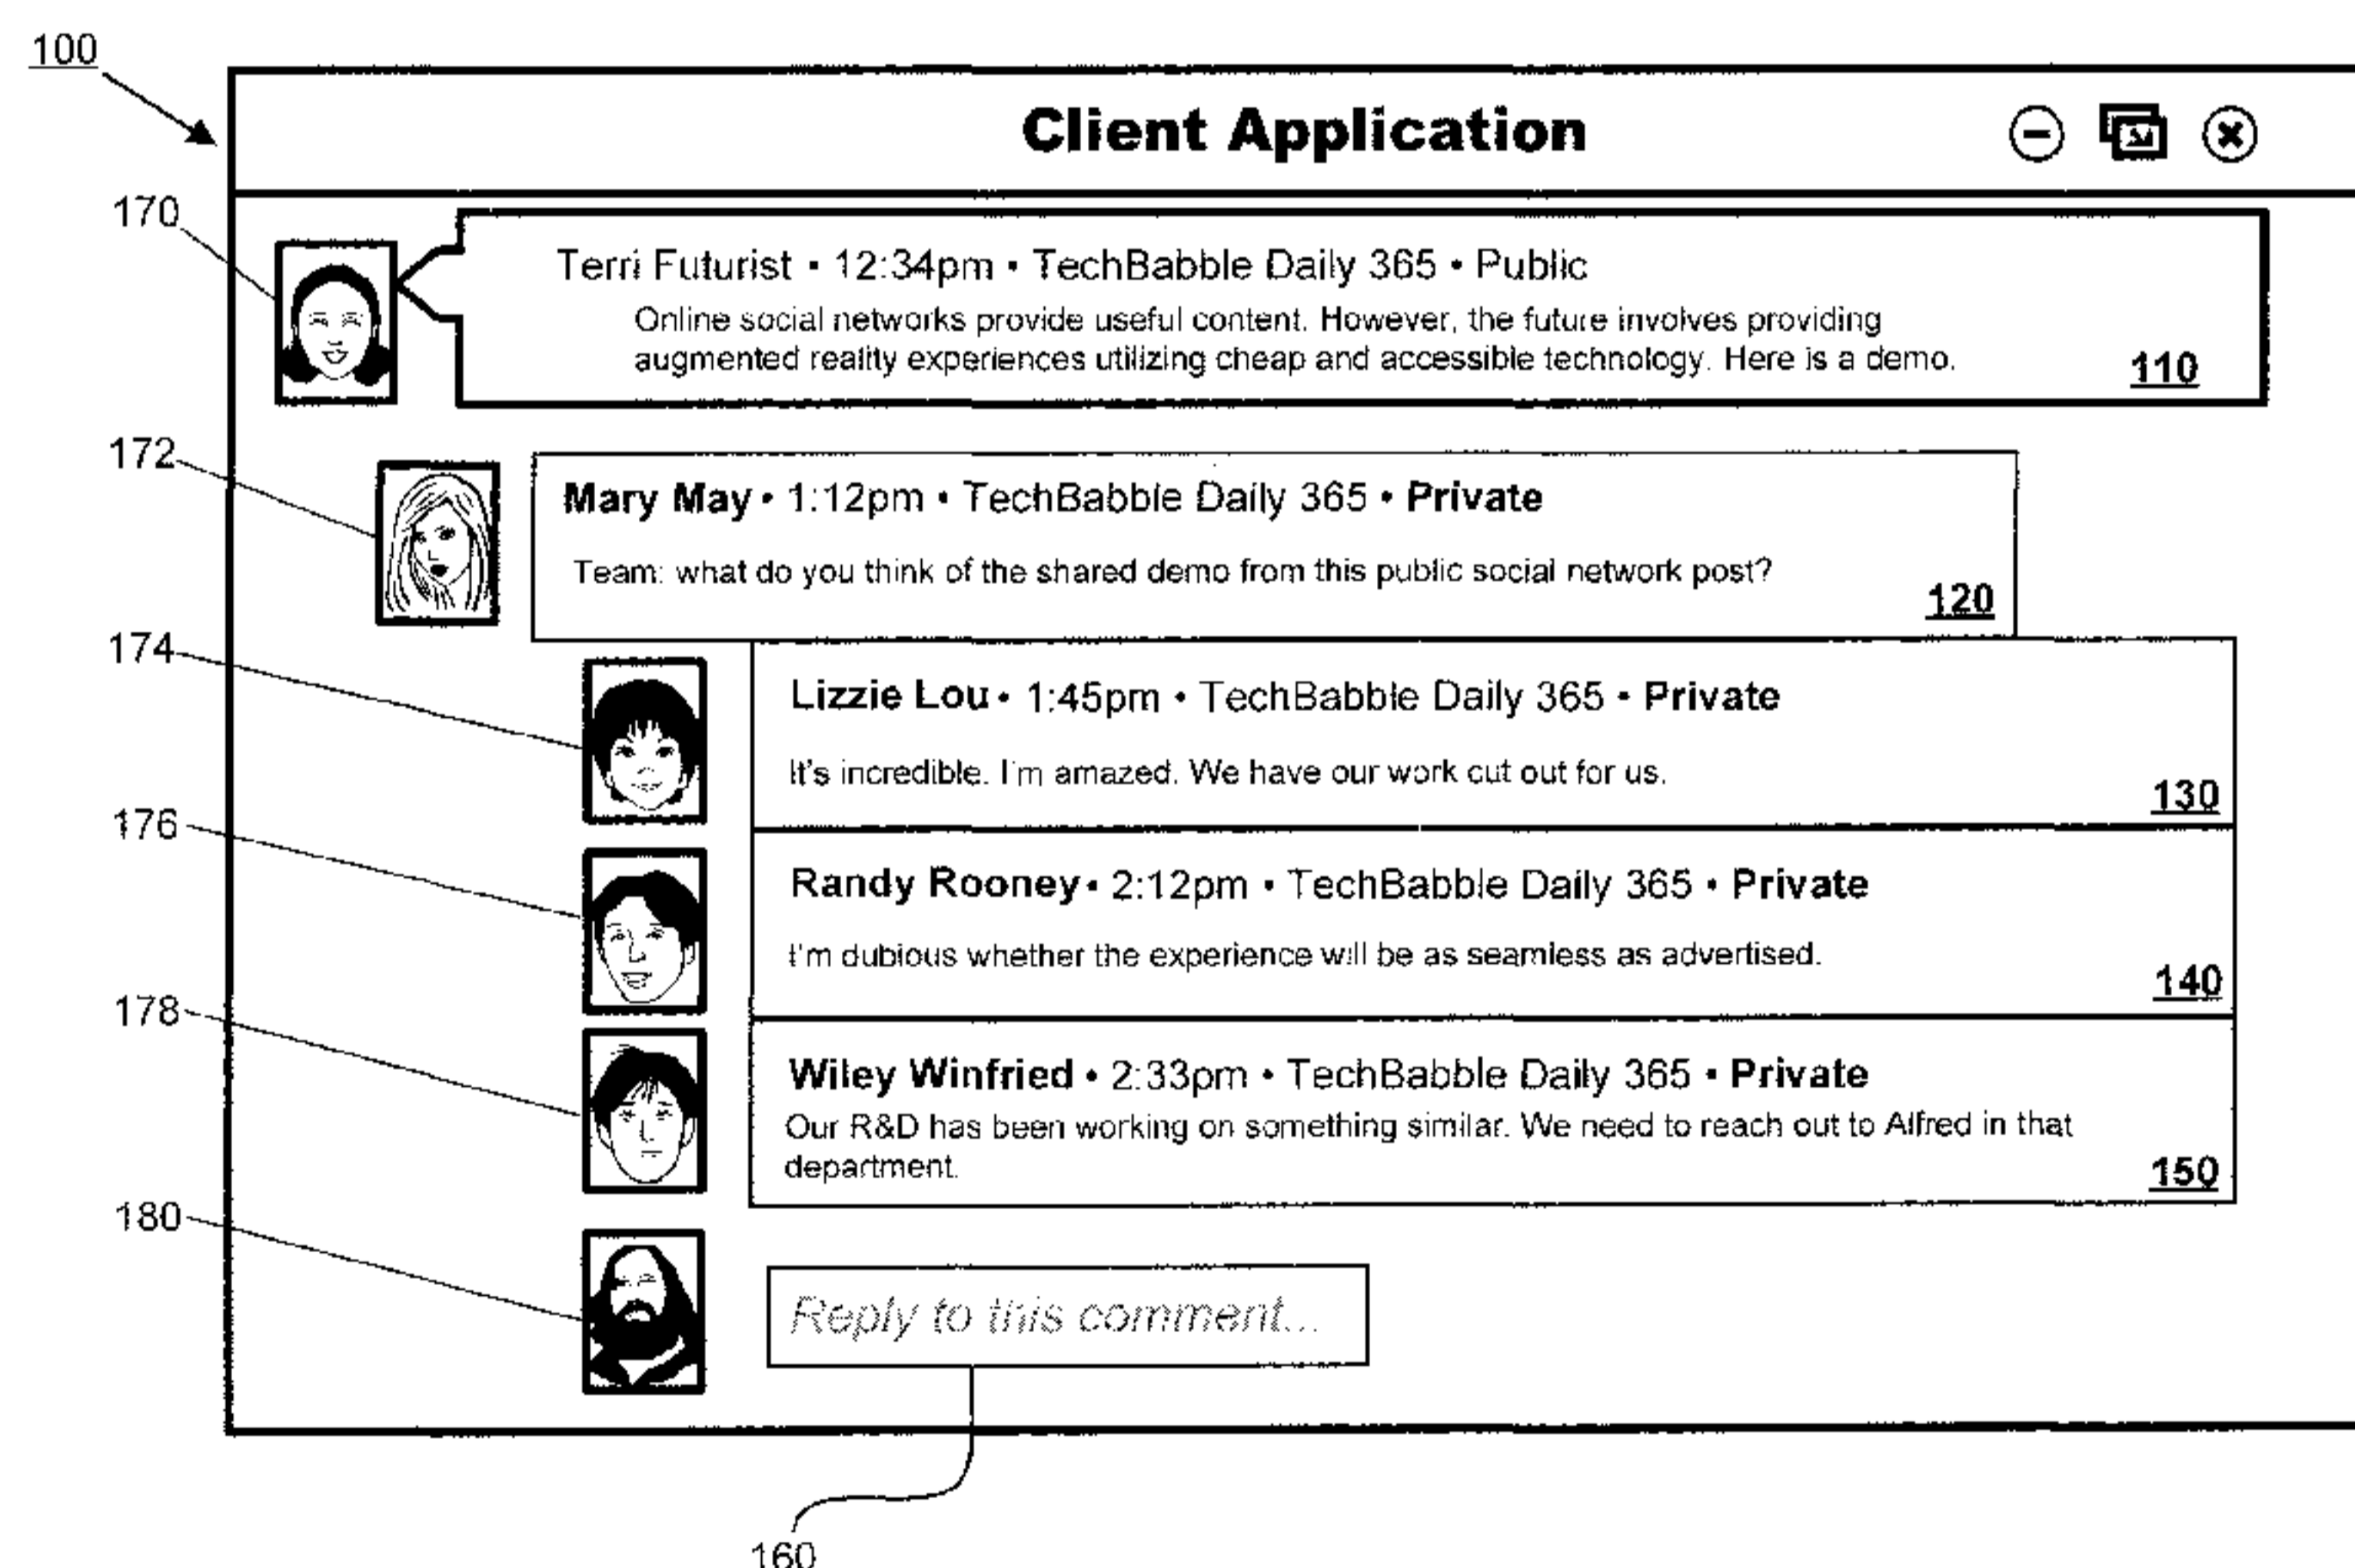 100
Client Application
170
Terri Futurist • 12:34pm • TechBabble Daily 365 • Public
Online social networks provide useful content. However, the future involves providing
augmented reality experiences utilizing cheap and accessible technology. Here is a demo.
110
172
Mary May • 1:12pm • TechBabble Daily 365 • Private
Team: what do you think of the shared demo from this public social network post?
120
174
Lizzie Lou • 1:45pm • TechBabble Daily 365 • Private
It's incredible. I'm amazed. We have our work cut out for us.
130
176
Randy Rooney • 2:12pm • TechBabble Daily 365 • Private
I'm dubious whether the experience will be as seamless as advertised.
140
178
Wiley Winfried • 2:33pm • TechBabble Daily 365 • Private
Our R&D has been working on something similar. We need to reach out to Alfred in that
department.
150
180
Reply to this comment...
160